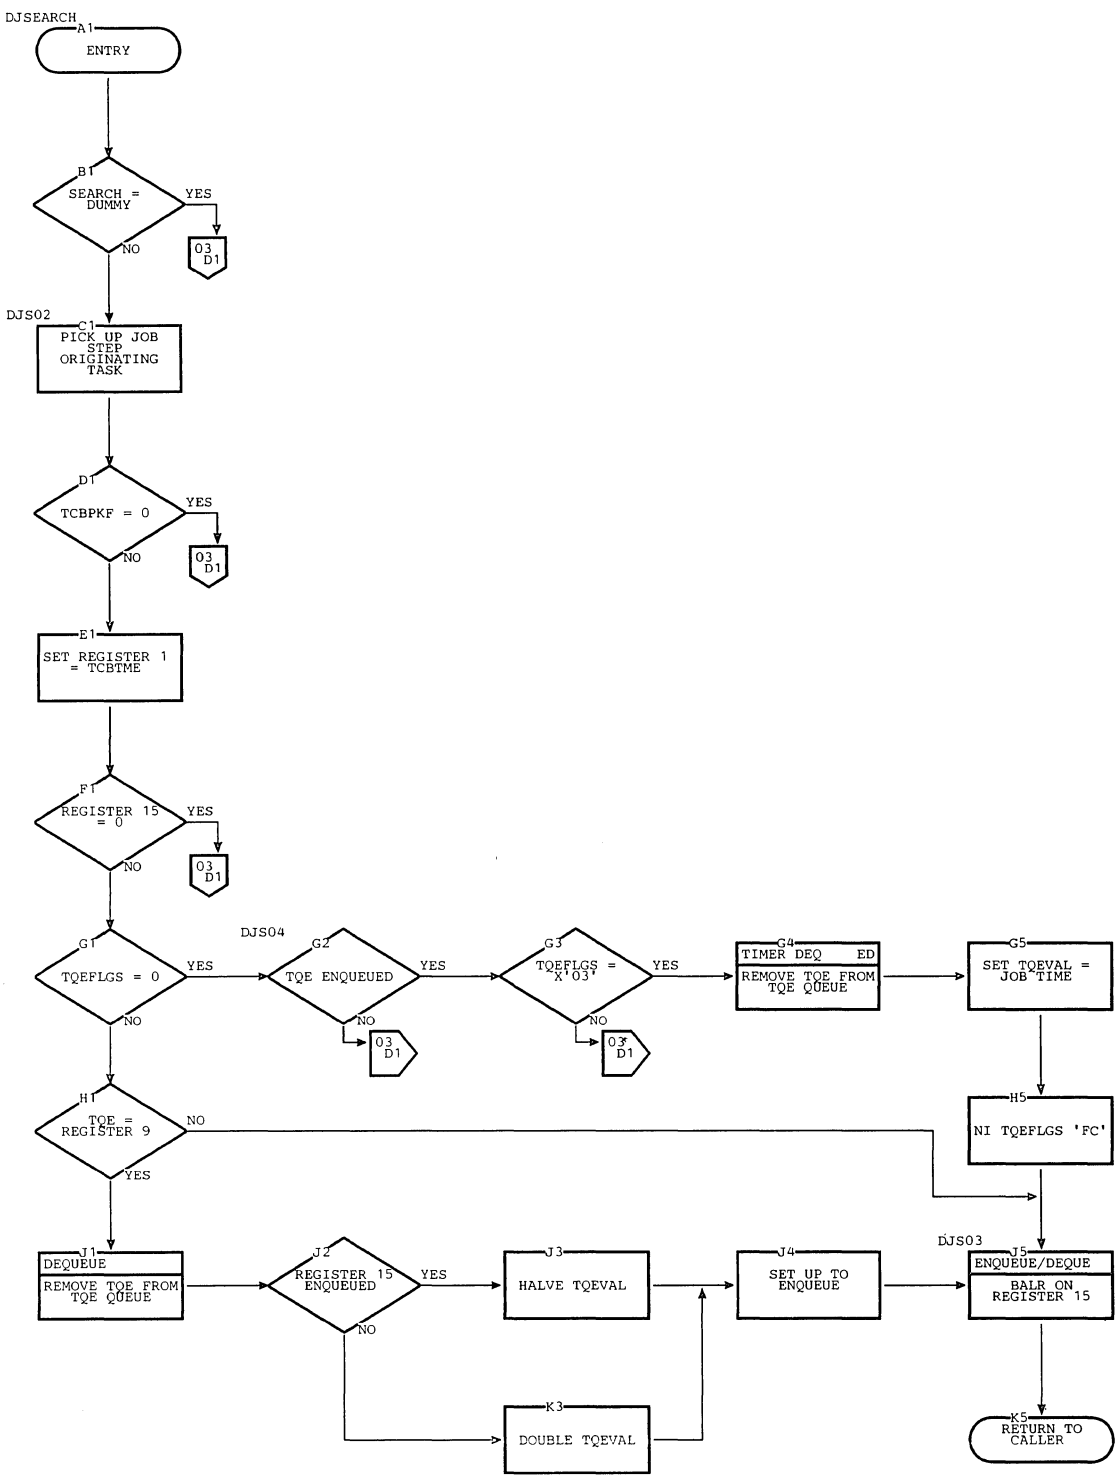 DJSEARCH
A1
ENTRY
B1
SEARCH =
DUMMY
YES
NO
03
D1
DJS02
C1
PICK UP JOB
STEP
ORIGINATING
TASK
D1
TCBPKF = 0
YES
NO
03
D1
E1
SET REGISTER 1
= TCBTME
F1
REGISTER 15
= 0
YES
NO
03
D1
G1
TQEFLGS = 0
YES
NO
DJS04
G2
TQE ENQUEUED
YES
NO
03
D1
G3
TQEFLGS =
X'03'
YES
NO
03
D1
G4
TIMER DEQ ED
REMOVE TQE FROM
TQE QUEUE
G5
SET TQEVAL =
JOB TIME
H1
TQE =
REGISTER 9
NO
YES
H5
NI TQEFLGS 'FC'
J1
DEQUEUE
REMOVE TQE FROM
TQE QUEUE
J2
REGISTER 15
ENQUEUED
YES
NO
J3
HALVE TQEVAL
J4
SET UP TO
ENQUEUE
DJS03
J5
ENQUEUE/DEQUE
BALR ON
REGISTER 15
K3
DOUBLE TQEVAL
K5
RETURN TO
CALLER